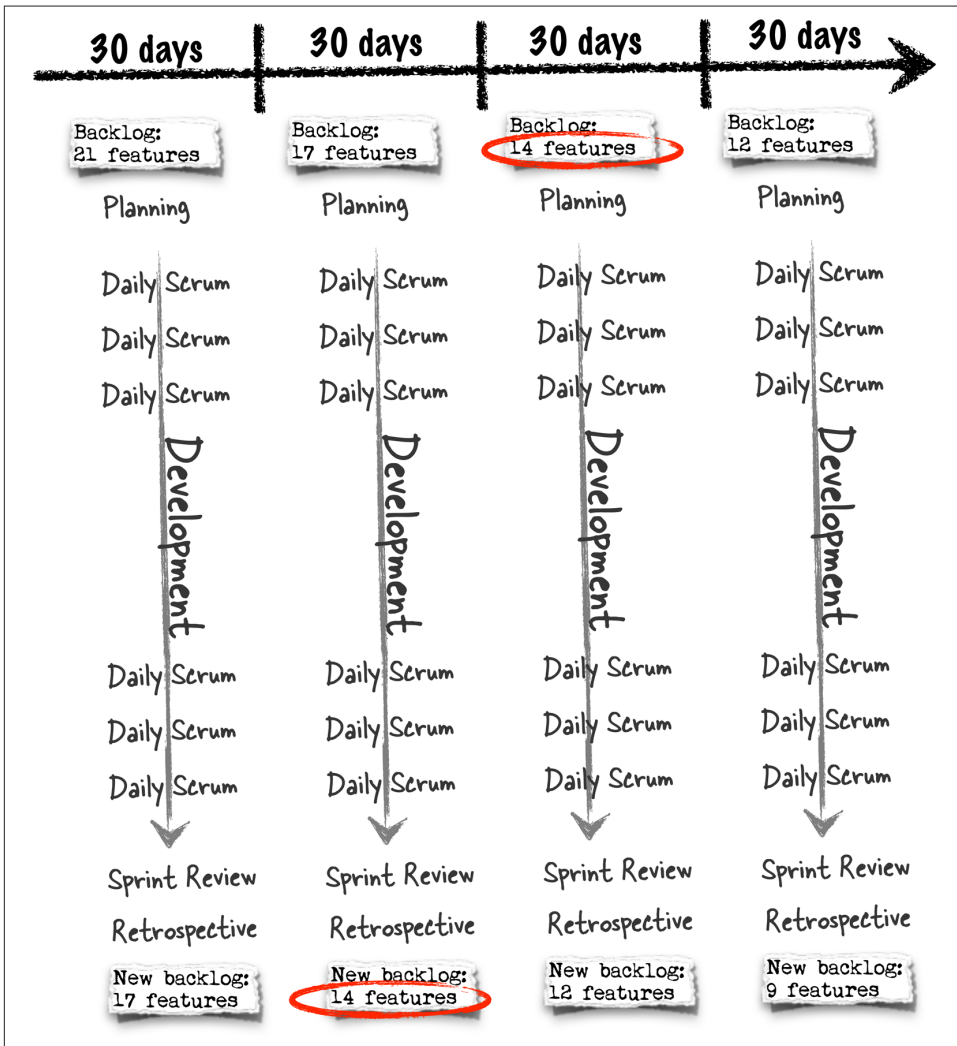 30 days
30 days
30 days
30 days
Backlog:
21 features
Backlog:
17 features
Backlog:
14 features
Backlog:
12 features
Planning
Planning
Planning
Planning
Daily Scrum
Daily Scrum
Daily Scrum
Daily Scrum
Daily Scrum
Daily Scrum
Daily Scrum
Daily Scrum
Daily Scrum
Daily Scrum
Daily Scrum
Daily Scrum
Development
Development
Development
Development
Daily Scrum
Daily Scrum
Daily Scrum
Daily Scrum
Daily Scrum
Daily Scrum
Daily Scrum
Daily Scrum
Daily Scrum
Daily Scrum
Daily Scrum
Daily Scrum
Sprint Review
Sprint Review
Sprint Review
Sprint Review
Retrospective
Retrospective
Retrospective
Retrospective
New backlog:
17 features
New backlog:
14 features
New backlog:
12 features
New backlog:
9 features